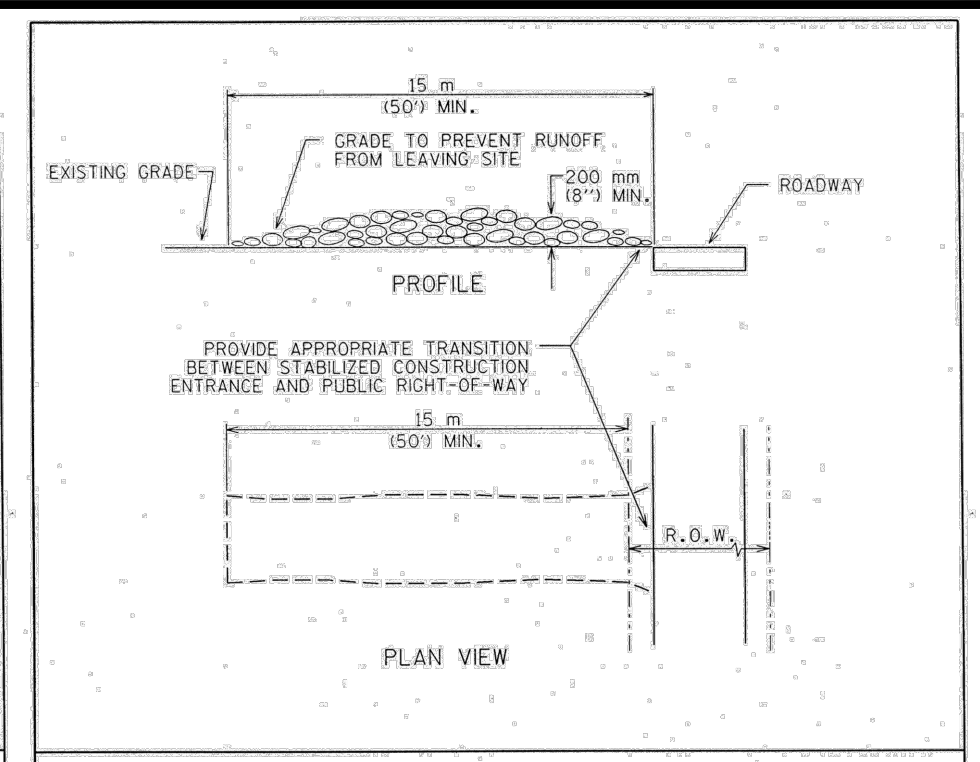 15 m
(50') MIN.
GRADE TO PREVENT RUNOFF
FROM LEAVING SITE
EXISTING GRADE
200 mm
(8'') MIN.
ROADWAY
PROFILE
PROVIDE APPROPRIATE TRANSITION
BETWEEN STABILIZED CONSTRUCTION
ENTRANCE AND PUBLIC RIGHT-OF-WAY
15 m
(50') MIN.
R.O.W.
PLAN VIEW